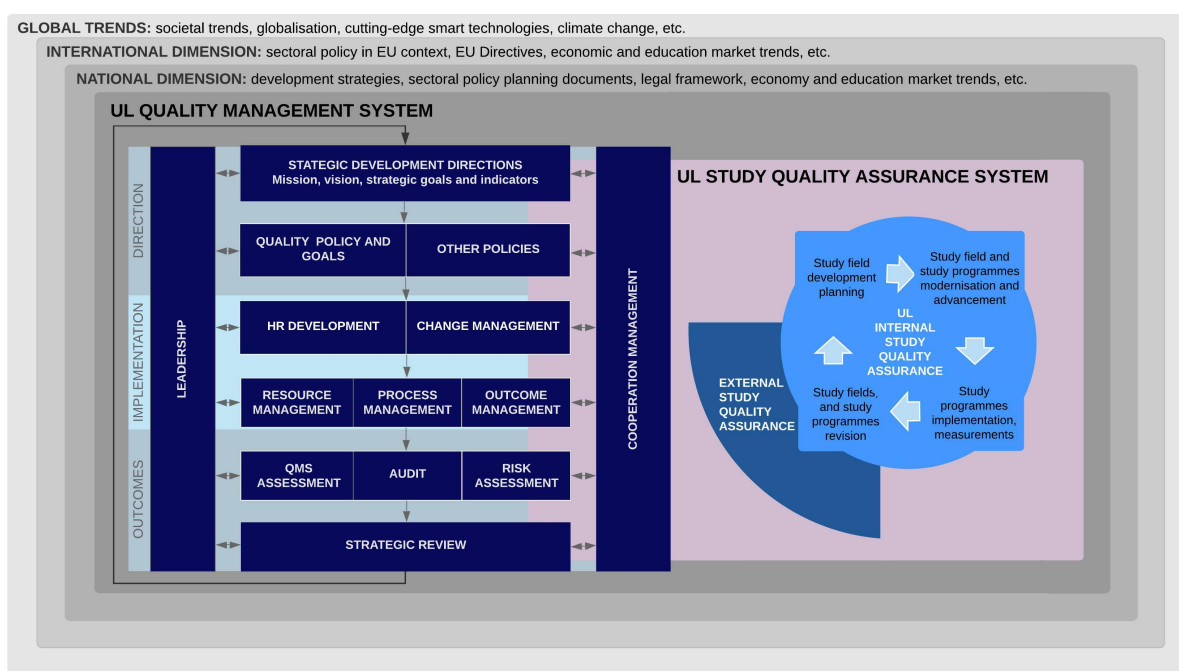 GLOBAL TRENDS: societal trends, globalisation, cutting-edge smart technologies, climate change, etc.
INTERNATIONAL DIMENSION: sectoral policy in EU context, EU Directives, economic and education market trends, etc.
NATIONAL DIMENSION: development strategies, sectoral policy planning documents, legal framework, economy and education market trends, etc.
UL QUALITY MANAGEMENT SYSTEM
DIRECTION
IMPLEMENTATION
OUTCOMES
LEADERSHIP
STATEGIC DEVELOPMENT DIRECTIONS
Mission, vision, strategic goals and indicators
QUALITY POLICY AND
GOALS
OTHER POLICIES
HR DEVELOPMENT
CHANGE MANAGEMENT
RESOURCE
MANAGEMENT
PROCESS
MANAGEMENT
OUTCOME
MANAGEMENT
QMS
ASSESSMENT
AUDIT
RISK
ASSESSMENT
STRATEGIC REVIEW
COOPERATION MANAGEMENT
UL STUDY QUALITY ASSURANCE SYSTEM
Study field
development
planning
Study field and
study programmes
modernisation and
advancement
UL
INTERNAL
STUDY
QUALITY
ASSURANCE
EXTERNAL
STUDY
QUALITY
ASSURANCE
Study fields,
and study
programmes
revision
Study
programmes
implementation,
measurements